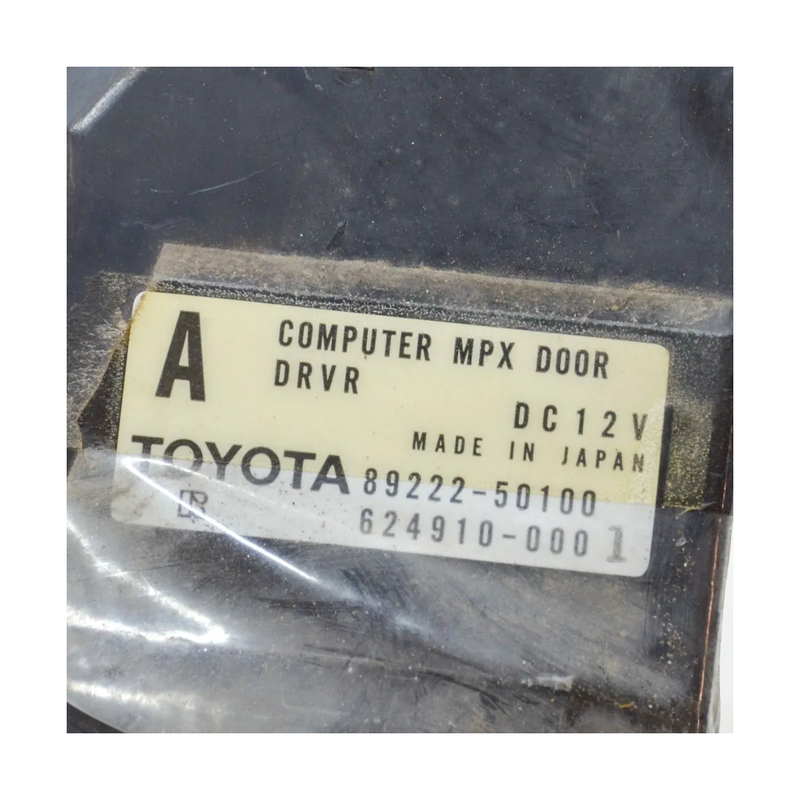 A
COMPUTER MPX DOOR
DRVR
DC12V
MADE IN JAPAN
TOYOTA 89222-50100
624910-0001